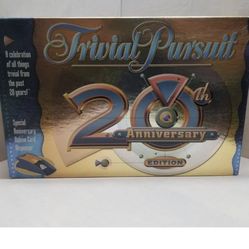 Trivial Pursuit
A celebration
of all things
trivial from
the past
20 years!
20th
Anniversary
EDITION
Special
Anniversary
Edition Card
Dispenser